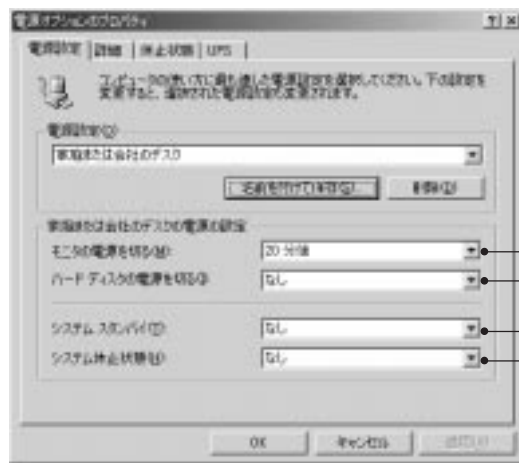 電源オプションのプロパティ
電源設定 詳細 休止状態 UPS
コンピュータの使い方に最も適した電源設定を選択してください。下の設定を
変更すると、選択された電源設定も変更されます。
電源設定(O)
家庭または会社のデスク
名前を付けて保存(S)... 削除(D)
家庭または会社のデスクの電源の設定
モニタの電源を切る(M): 20 分後
ハード ディスクの電源を切る(I): なし
システム スタンバイ(T): なし
システム休止状態(H): なし
OK キャンセル 適用(A)